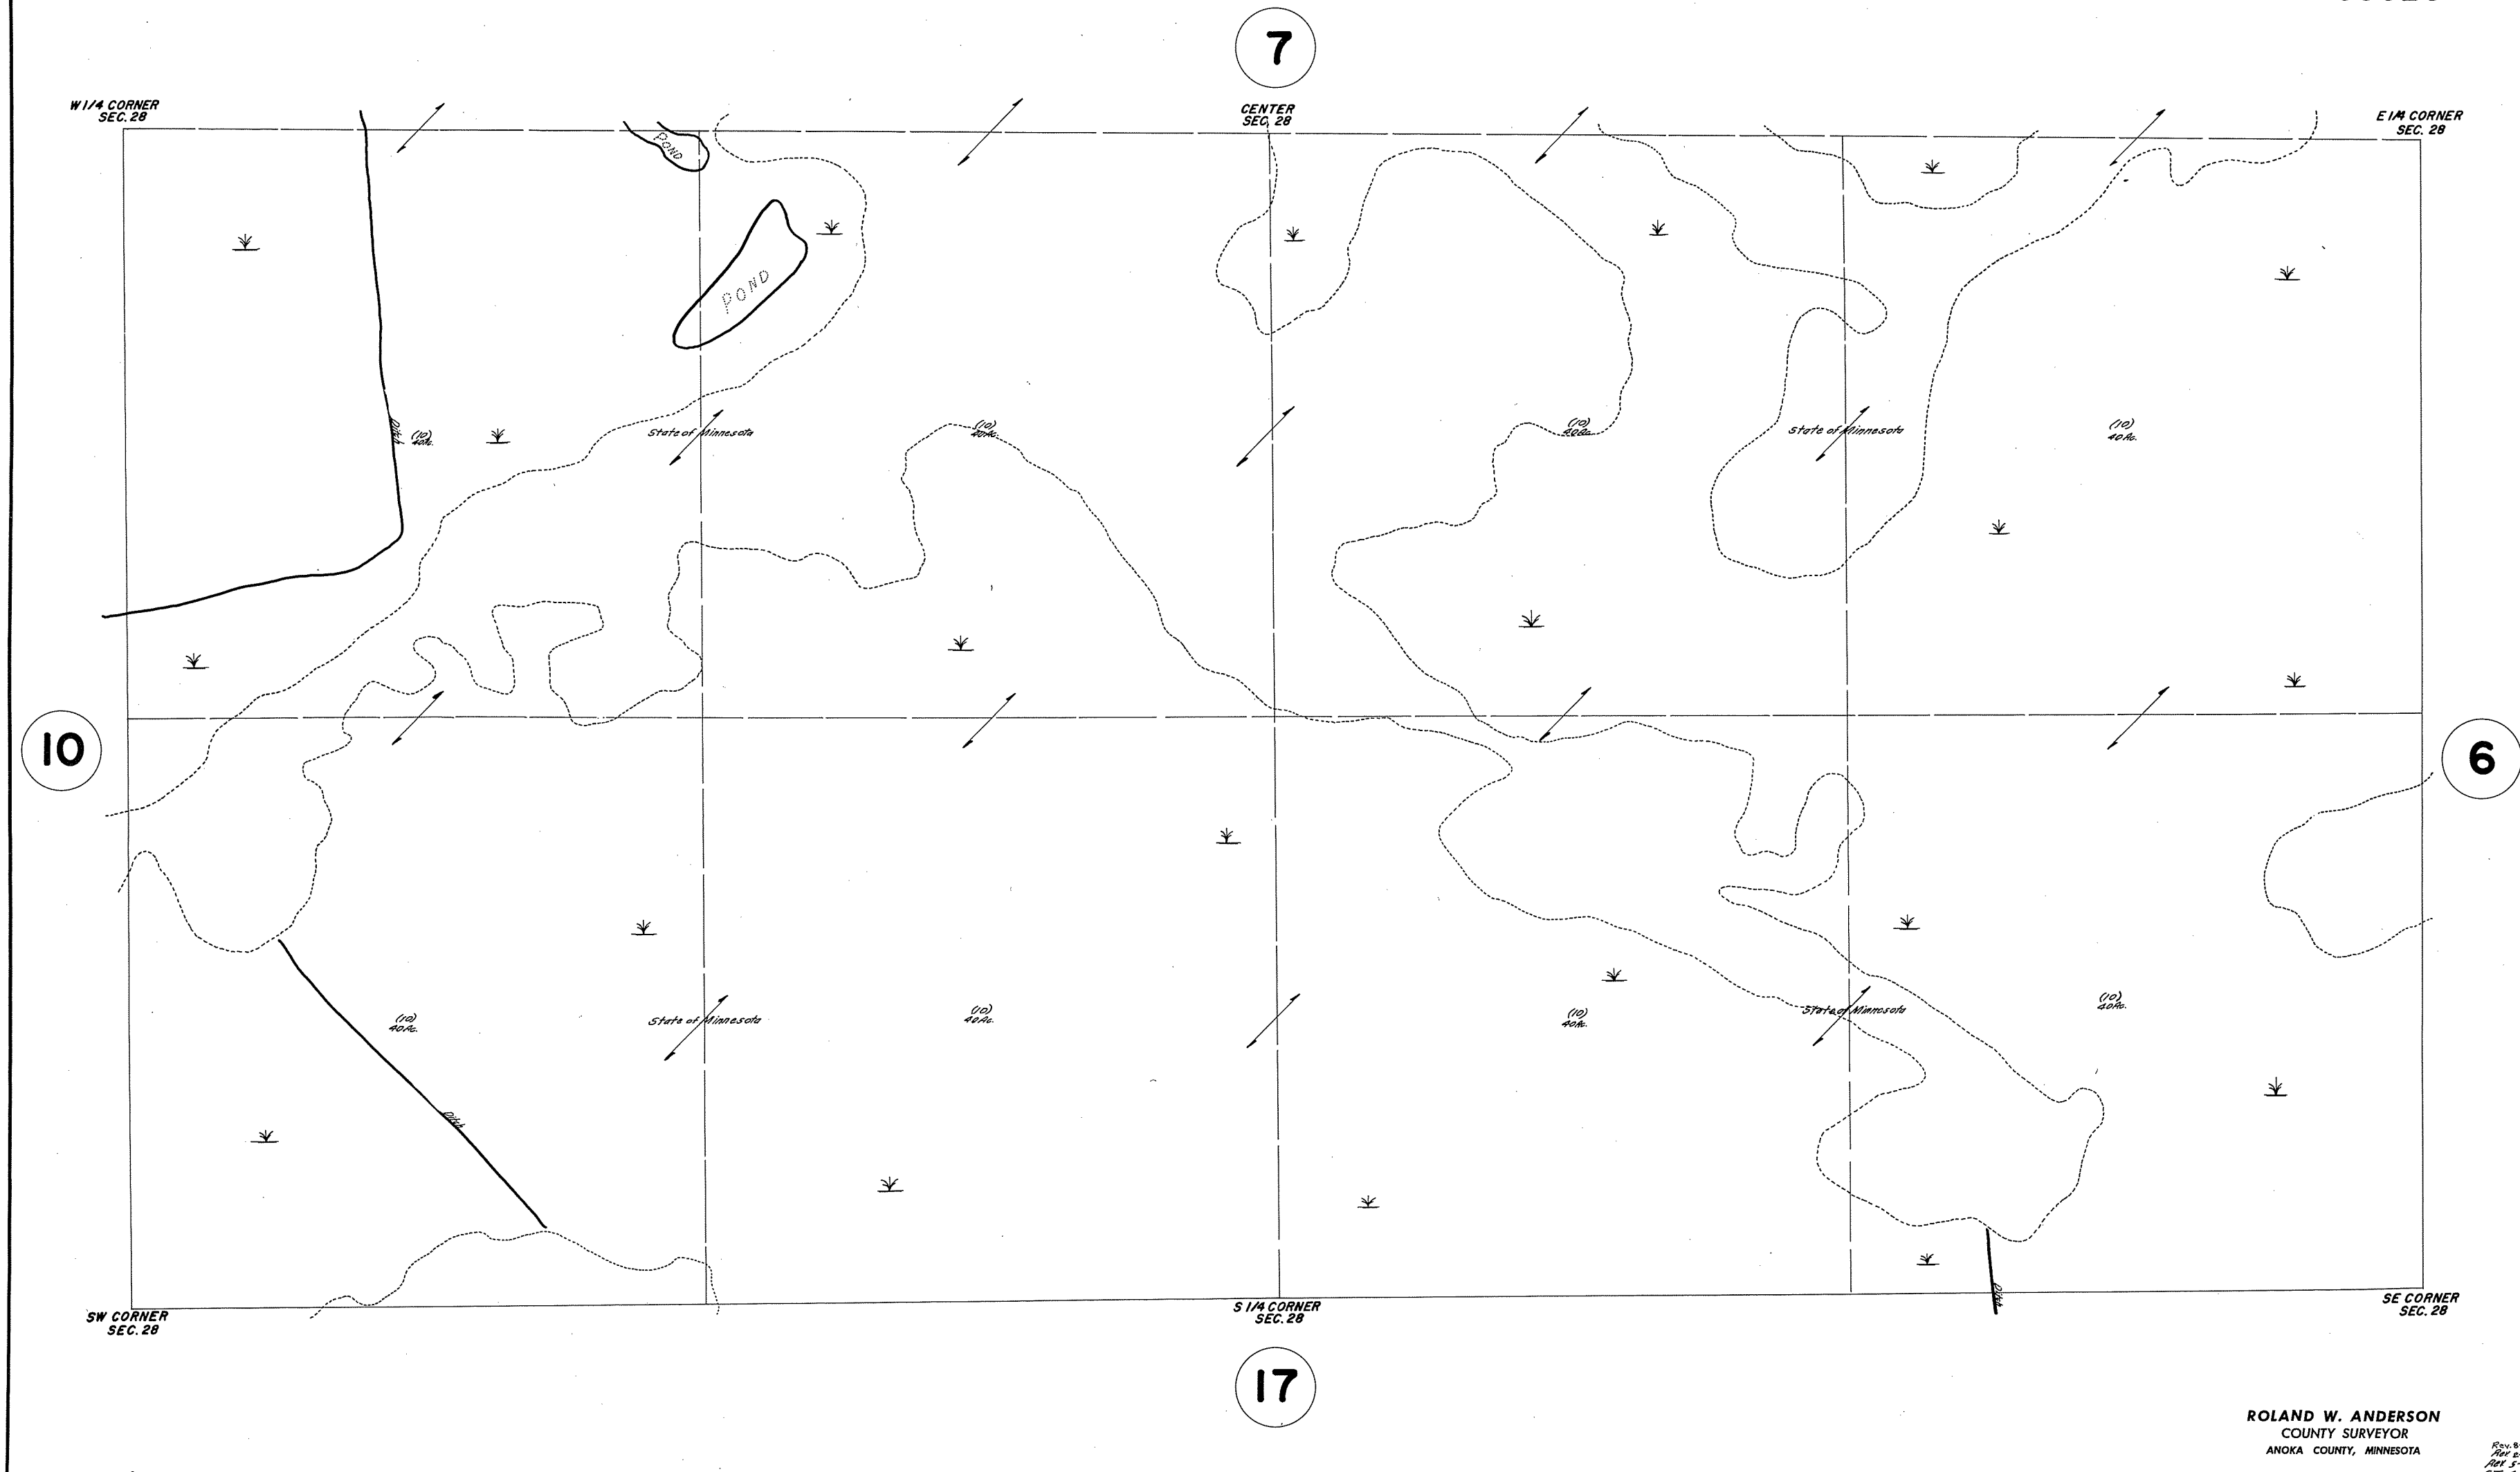 7
W 1/4 CORNER
SEC. 28
CENTER
SEC. 28
E 1/4 CORNER
SEC. 28
POND
POND
Ditch
(10)
40Ac.
State of Minnesota
(10)
40Ac.
(10)
40Ac.
State of Minnesota
(10)
40Ac.
10
6
(10)
40Ac.
State of Minnesota
(10)
40Ac.
(10)
40Ac.
State of Minnesota
(10)
40Ac.
Ditch
Ditch
SW CORNER
SEC. 28
S 1/4 CORNER
SEC. 28
SE CORNER
SEC. 28
17
ROLAND W. ANDERSON
COUNTY SURVEYOR
ANOKA COUNTY, MINNESOTA
Rev.
Rev
Rev